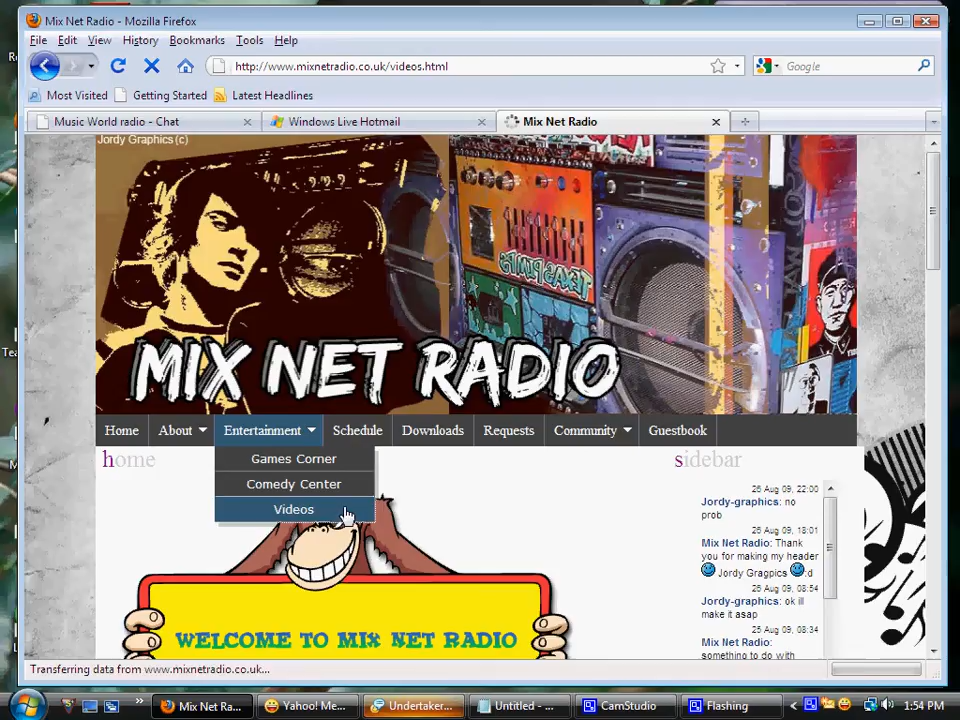 Mix Net Radio - Mozilla Firefox
File Edit View History Bookmarks Tools Help
http://www.mixnetradio.co.uk/videos.html
Google
Most Visited Getting Started Latest Headlines
Music World radio - Chat
Windows Live Hotmail
Mix Net Radio
Jordy Graphics(c)
TEXASPIMPS
MIX NET RADIO
Home About Entertainment Schedule Downloads Requests Community Guestbook
Games Corner
Comedy Center
Videos
home
sidebar
26 Aug 09, 22:00
Jordy-graphics: no
prob
26 Aug 09, 18:01
Mix Net Radio: Thank
you for making my header
Jordy Gragpics :d
26 Aug 09, 08:54
Jordy-graphics: ok ill
make it asap
26 Aug 09, 08:34
Mix Net Radio:
something to do with
WELCOME TO MIX NET RADIO
Transferring data from www.mixnetradio.co.uk...
Mix Net Ra...
Yahoo! Me...
Undertaker...
Untitled - ...
CamStudio
Flashing
1:54 PM